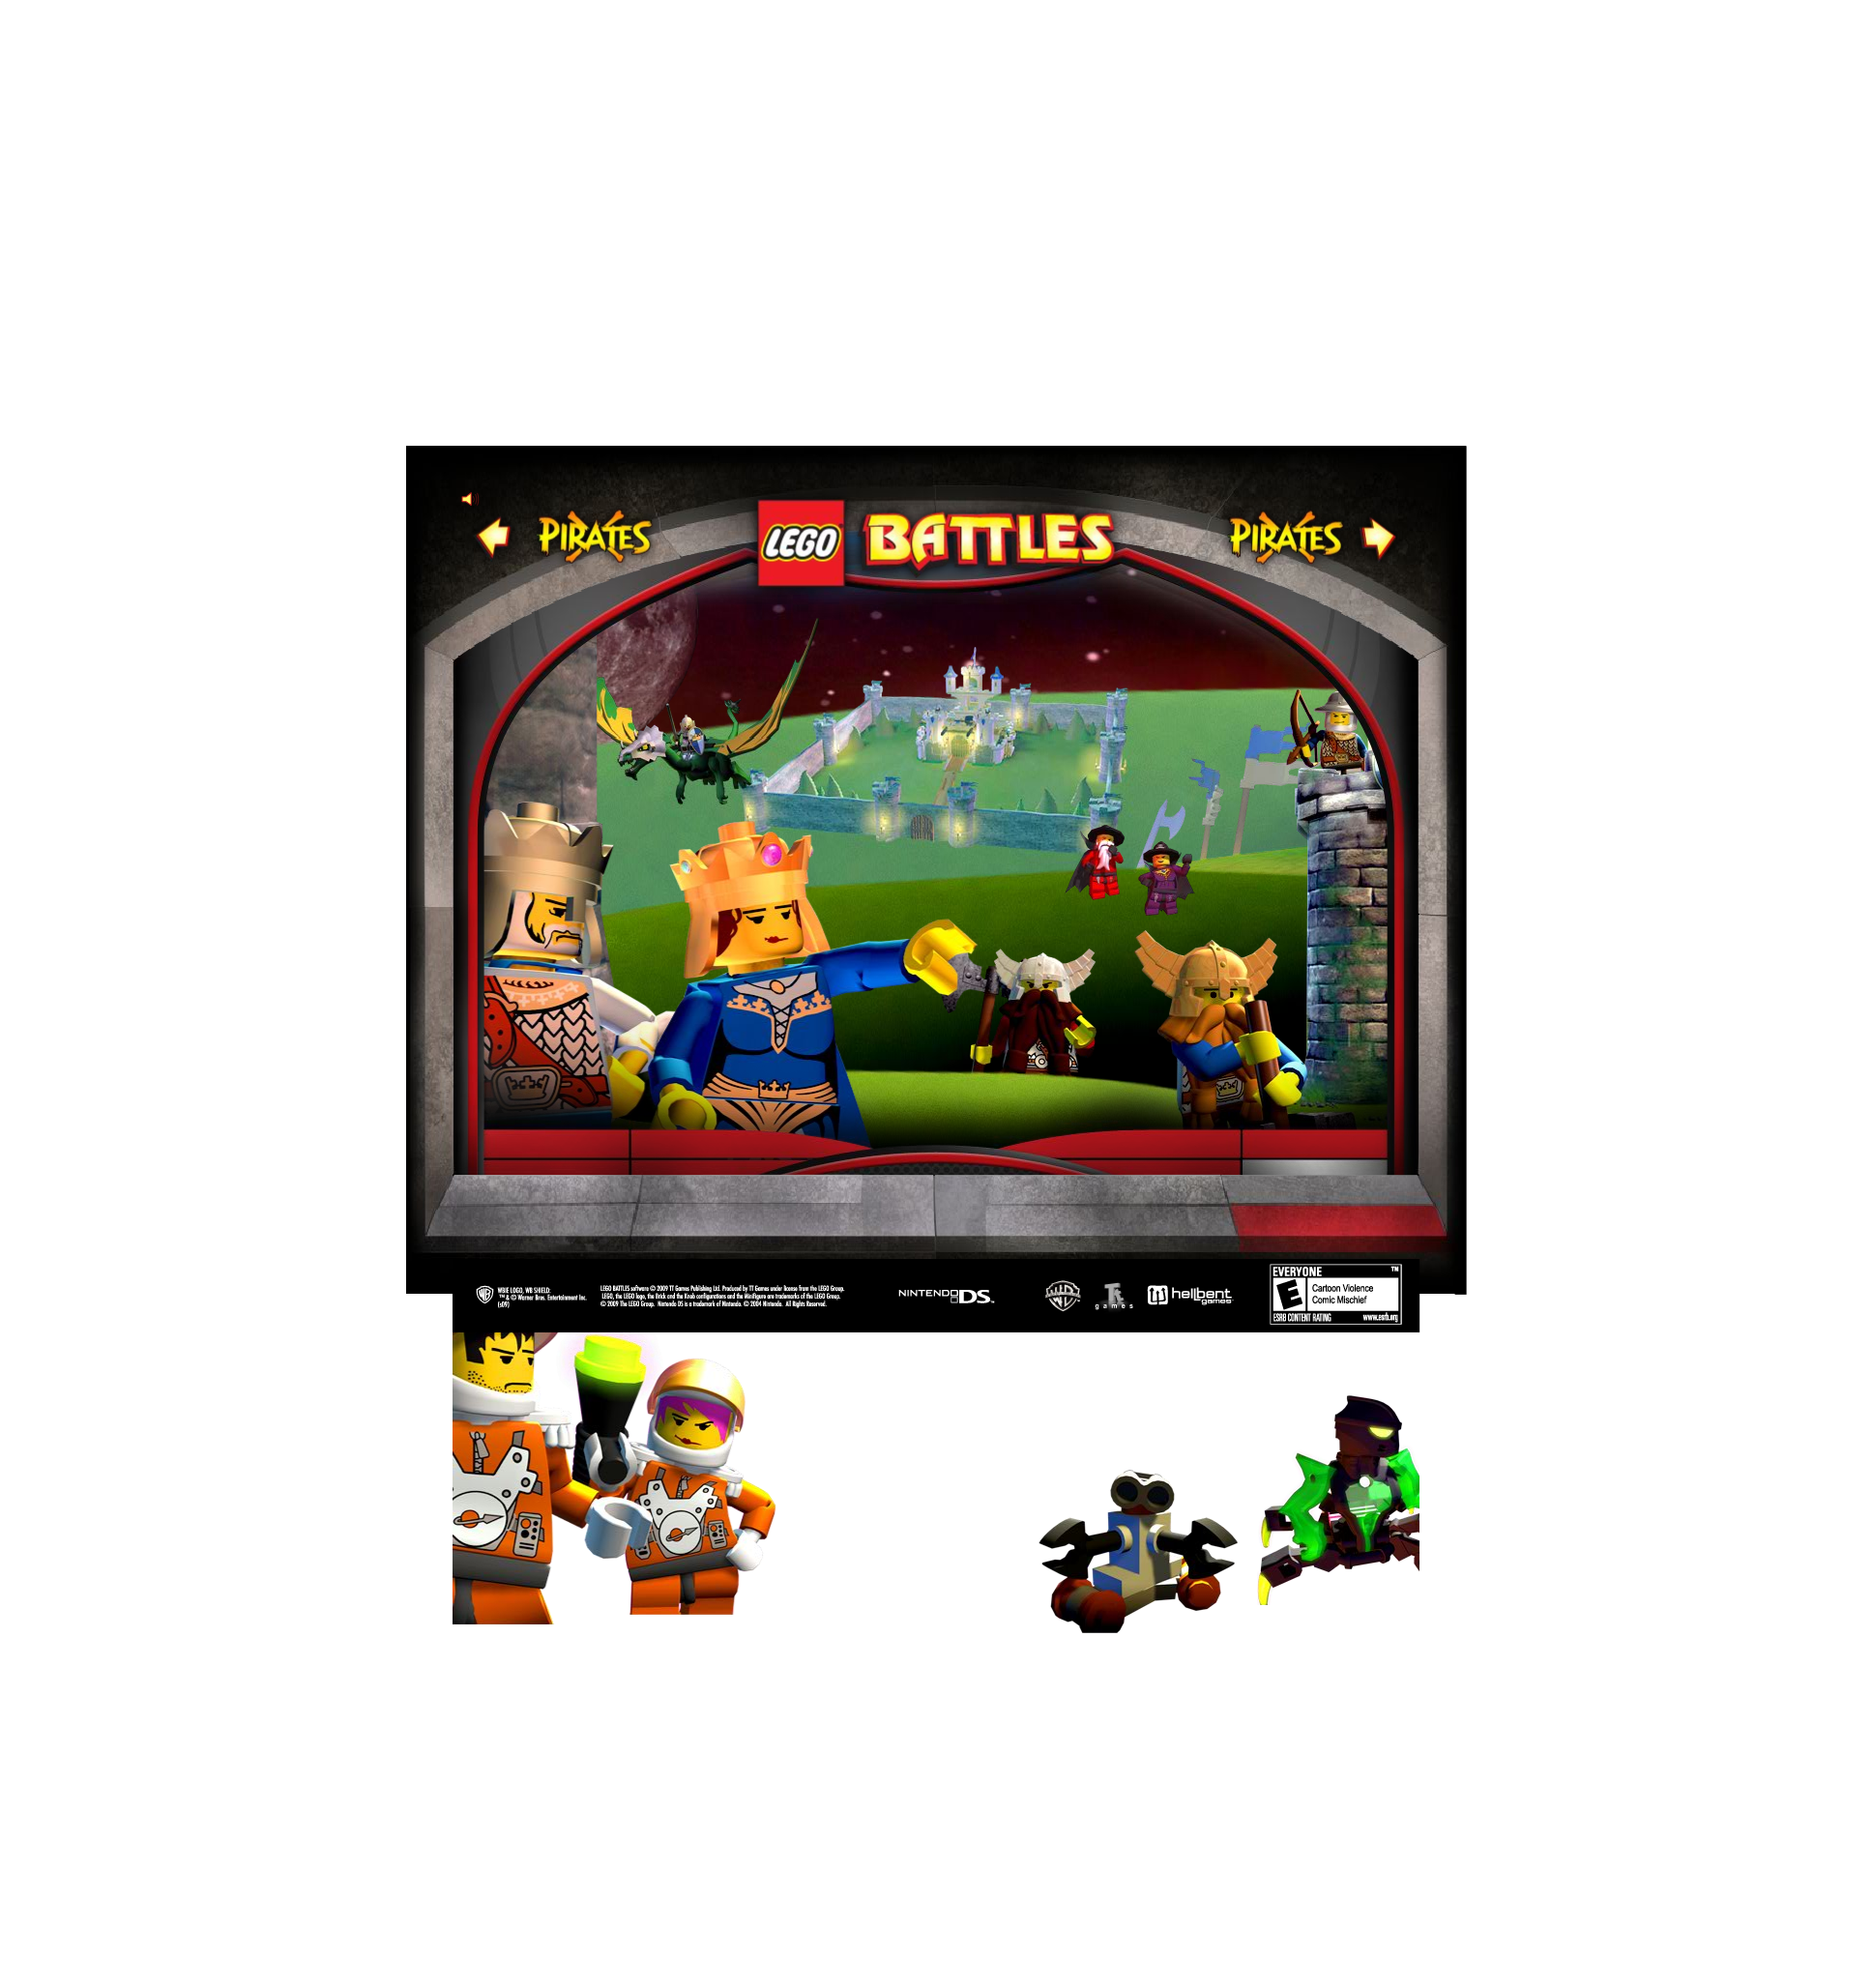 PIRATES
LEGO
BATTLES
PIRATES
WBIE LOGO, WB SHIELD:
™ & © Warner Bros. Entertainment Inc.
(s09)
LEGO BATTLES software © 2009 TT Games Publishing Ltd. Produced by TT Games under license from the LEGO Group.
LEGO, the LEGO logo, the Brick and the Knob configurations and the Minifigure are trademarks of the LEGO Group.
© 2009 The LEGO Group. Nintendo DS is a trademark of Nintendo. © 2004 Nintendo. All Rights Reserved.
NINTENDO DS™
games
hellbent
games
EVERYONE ™
E
Cartoon Violence
Comic Mischief
ESRB CONTENT RATING www.esrb.org